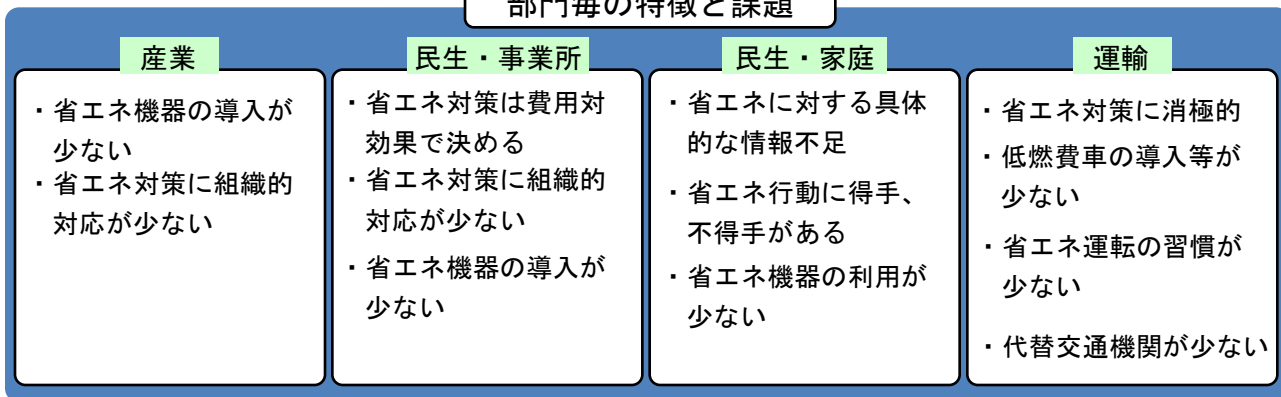 部門毎の特徴と課題
産業
・省エネ機器の導入が
少ない
・省エネ対策に組織的
対応が少ない
民生・事業所
・省エネ対策は費用対
効果で決める
・省エネ対策に組織的
対応が少ない
・省エネ機器の導入が
少ない
民生・家庭
・省エネに対する具体
的な情報不足
・省エネ行動に得手、
不得手がある
・省エネ機器の利用が
少ない
運輸
・省エネ対策に消極的
・低燃費車の導入等が
少ない
・省エネ運転の習慣が
少ない
・代替交通機関が少ない